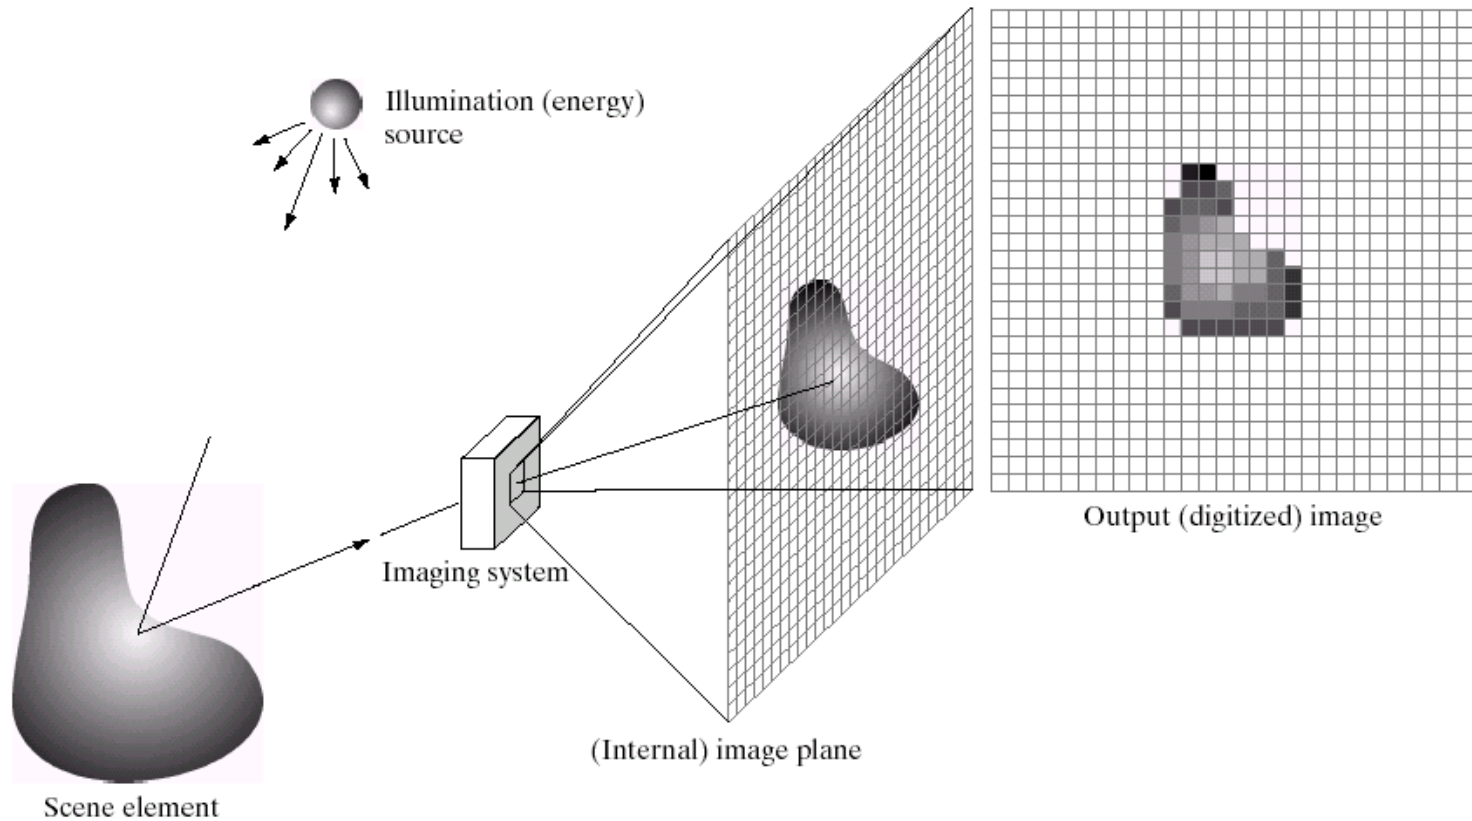 Illumination (energy)
source
Output (digitized) image
Imaging system
(Internal) image plane
Scene element